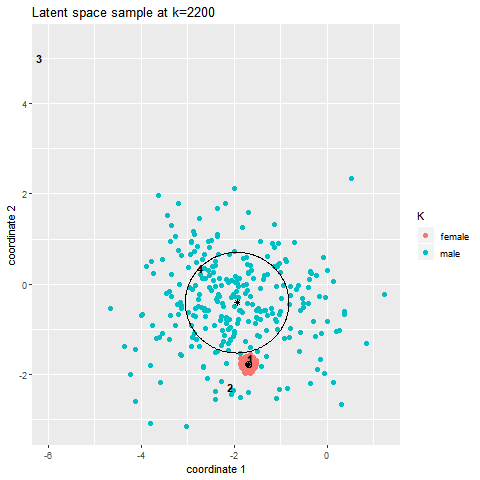 Latent space sample at k=2200
3
4
2
0
-2
4
1
2
-6
-4
-2
0
coordinate 1
coordinate 2
K
female
male